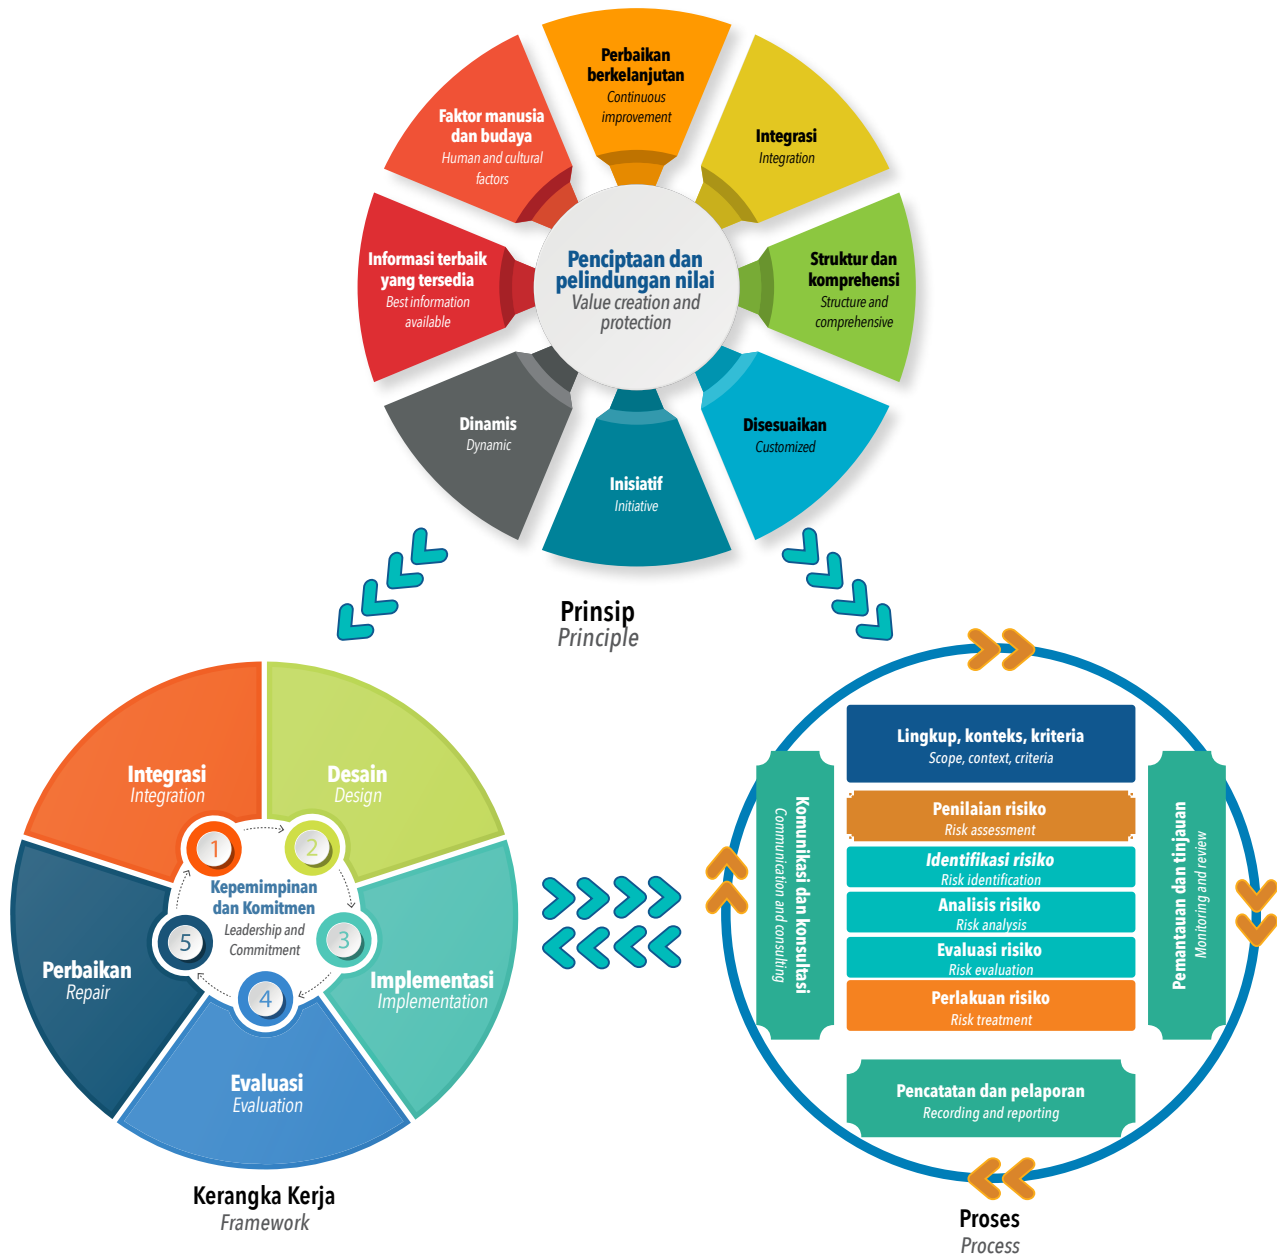 Perbaikan
berkelanjutan
Continuous
improvement
Integrasi
Integration
Struktur dan
komprehensi
Structure and
comprehensive
Disesuaikan
Customized
Inisiatif
Initiative
Dinamis
Dynamic
Informasi terbaik
yang tersedia
Best information
available
Faktor manusia
dan budaya
Human and cultural
factors
Penciptaan dan
pelindungan nilai
Value creation and
protection
Prinsip
Principle
Integrasi
Integration
Desain
Design
Implementasi
Implementation
Evaluasi
Evaluation
Perbaikan
Repair
1
2
3
4
5
Kepemimpinan
dan Komitmen
Leadership and
Commitment
Kerangka Kerja
Framework
Lingkup, konteks, kriteria
Scope, context, criteria
Penilaian risiko
Risk assessment
Identifikasi risiko
Risk identification
Analisis risiko
Risk analysis
Evaluasi risiko
Risk evaluation
Perlakuan risiko
Risk treatment
Komunikasi dan konsultasi
Communication and consulting
Pemantauan dan tinjauan
Monitoring and review
Pencatatan dan pelaporan
Recording and reporting
Proses
Process